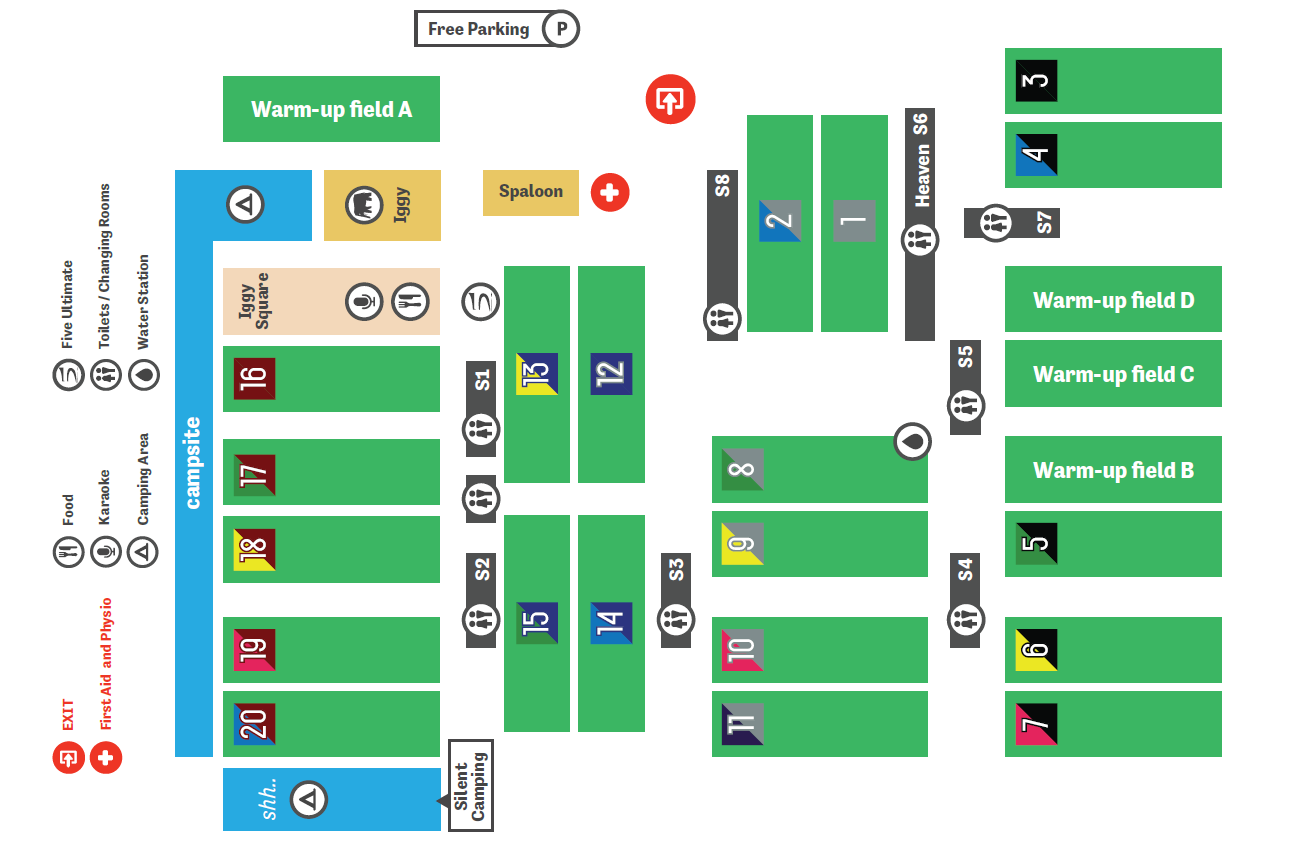 Free Parking P
Warm-up field A
Iggy
Spaloon
Iggy
Square
campsite
16
17
18
19
20
shh..
Silent
Camping
S1
S2
13
12
15
14
S3
S8
2
1
Heaven S6
S7
3
4
Warm-up field D
Warm-up field C
Warm-up field B
S5
S4
8
9
10
11
5
6
7
Five Ultimate
Toilets / Changing Rooms
Water Station
Food
Karaoke
Camping Area
EXIT
First Aid and Physio